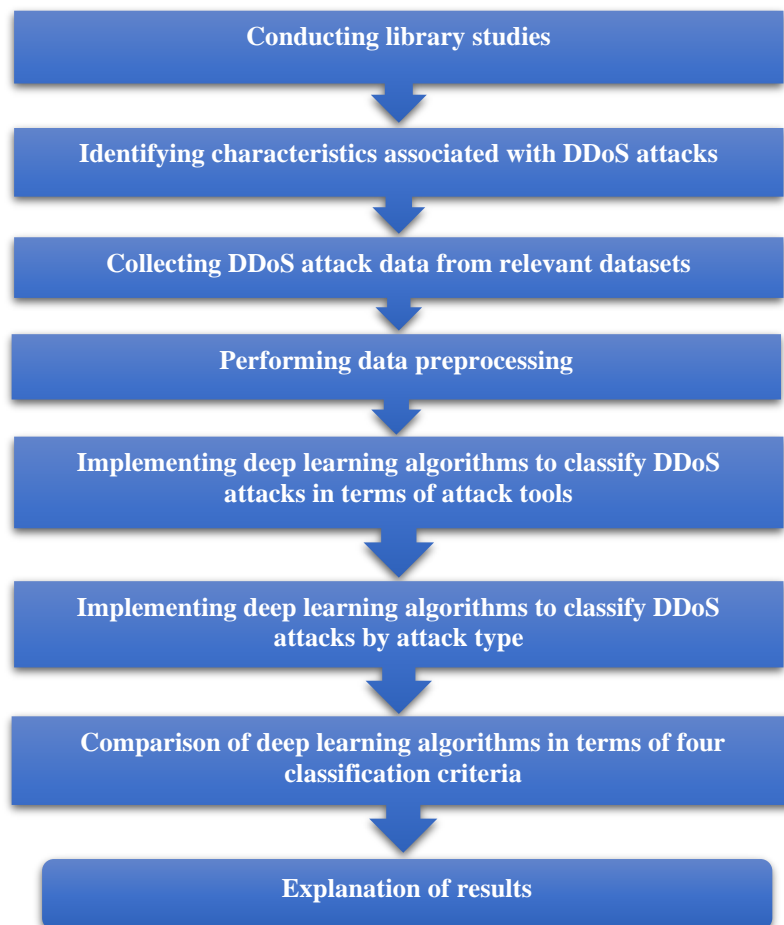 Conducting library studies
Identifying characteristics associated with DDoS attacks
Collecting DDoS attack data from relevant datasets
Performing data preprocessing
Implementing deep learning algorithms to classify DDoS
attacks in terms of attack tools
Implementing deep learning algorithms to classify DDoS
attacks by attack type
Comparison of deep learning algorithms in terms of four
classification criteria
Explanation of results